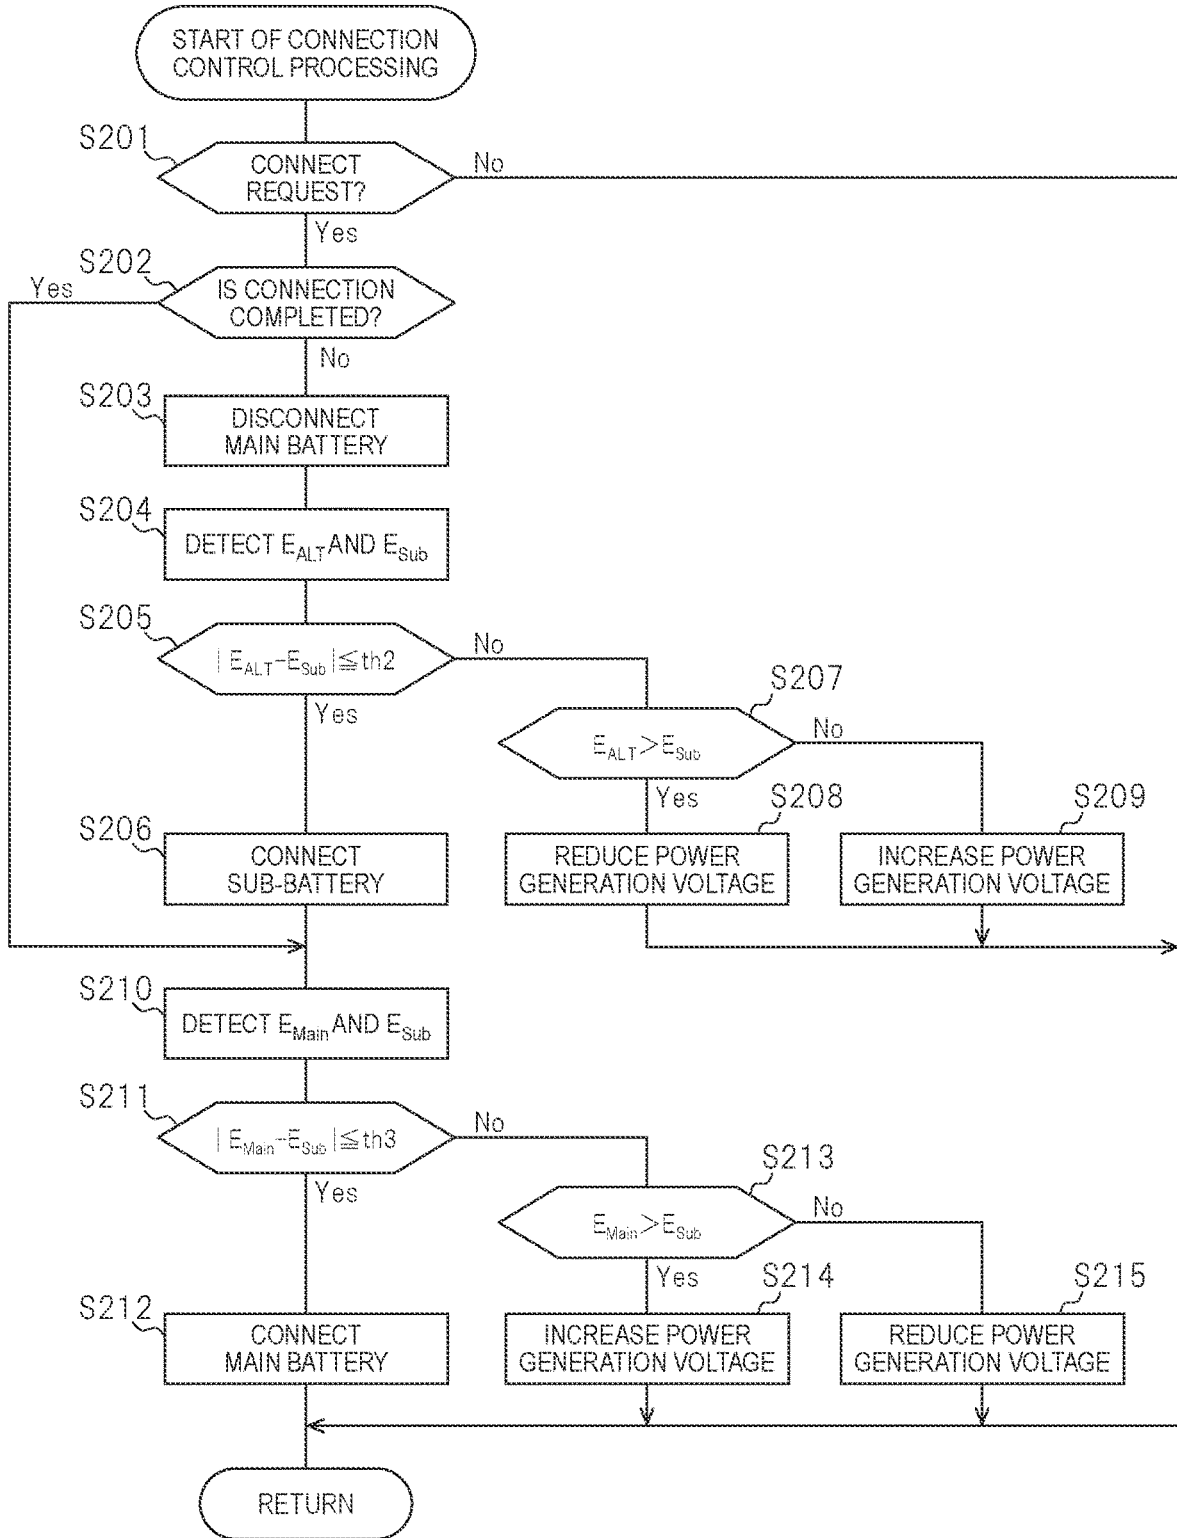 START OF CONNECTION
CONTROL PROCESSING
S201
CONNECT
REQUEST?
No
Yes
S202
Yes
IS CONNECTION
COMPLETED?
No
S203
DISCONNECT
MAIN BATTERY
S204
DETECT E_ALT AND E_Sub
S205
| E_ALT-E_Sub |≦th2
No
Yes
S207
E_ALT>E_Sub
No
Yes
S206
CONNECT
SUB-BATTERY
S208
REDUCE POWER
GENERATION VOLTAGE
S209
INCREASE POWER
GENERATION VOLTAGE
S210
DETECT E_Main AND E_Sub
S211
| E_Main-E_Sub |≦th3
No
Yes
S213
E_Main>E_Sub
No
Yes
S212
CONNECT
MAIN BATTERY
S214
INCREASE POWER
GENERATION VOLTAGE
S215
REDUCE POWER
GENERATION VOLTAGE
RETURN